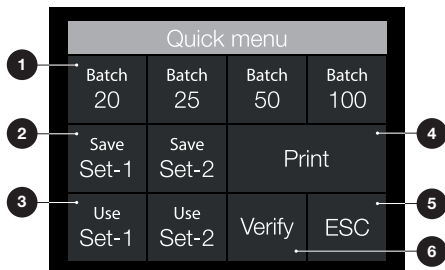 Quick menu
1
Batch Batch Batch Batch
20 25 50 100
2
4
Save Save
Set-1 Set-2
Print
3
5
Use Use
Set-1 Set-2
Verify ESC
6